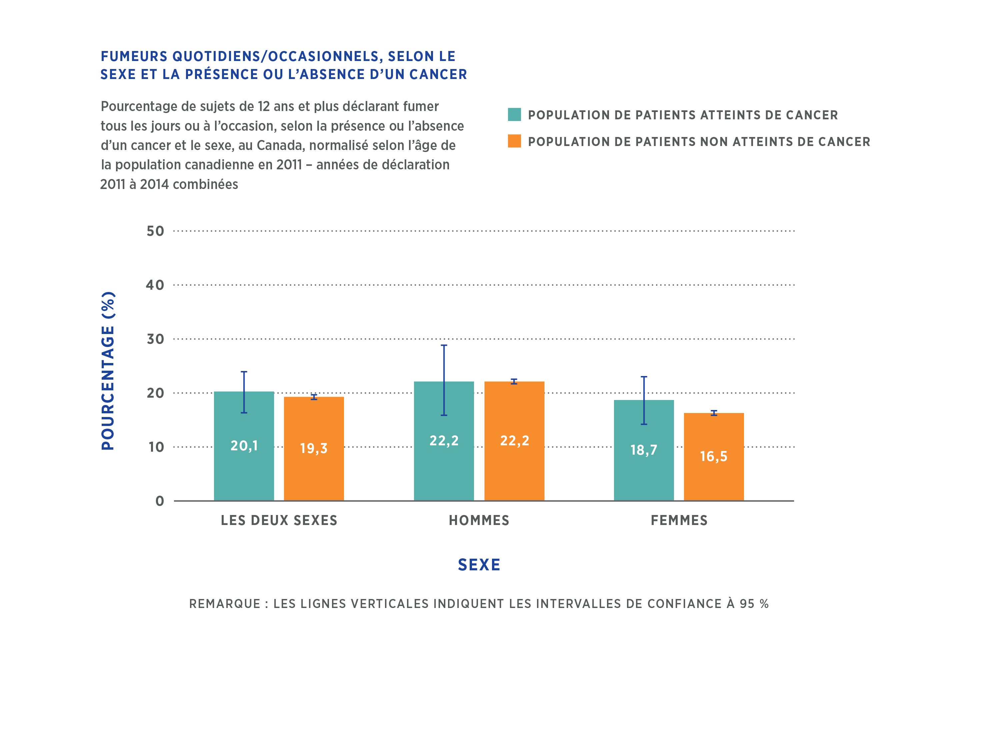 FUMEURS QUOTIDIENS/OCCASIONNELS, SELON LE
SEXE ET LA PRÉSENCE OU L’ABSENCE D’UN CANCER
Pourcentage de sujets de 12 ans et plus déclarant fumer
tous les jours ou à l’occasion, selon la présence ou l’absence
d’un cancer et le sexe, au Canada, normalisé selon l’âge de
la population canadienne en 2011 – années de déclaration
2011 à 2014 combinées
POPULATION DE PATIENTS ATTEINTS DE CANCER
POPULATION DE PATIENTS NON ATTEINTS DE CANCER
POURCENTAGE (%)
50
40
30
20
10
0
20,1
19,3
22,2
22,2
18,7
16,5
LES DEUX SEXES
HOMMES
FEMMES
SEXE
REMARQUE : LES LIGNES VERTICALES INDIQUENT LES INTERVALLES DE CONFIANCE À 95 %